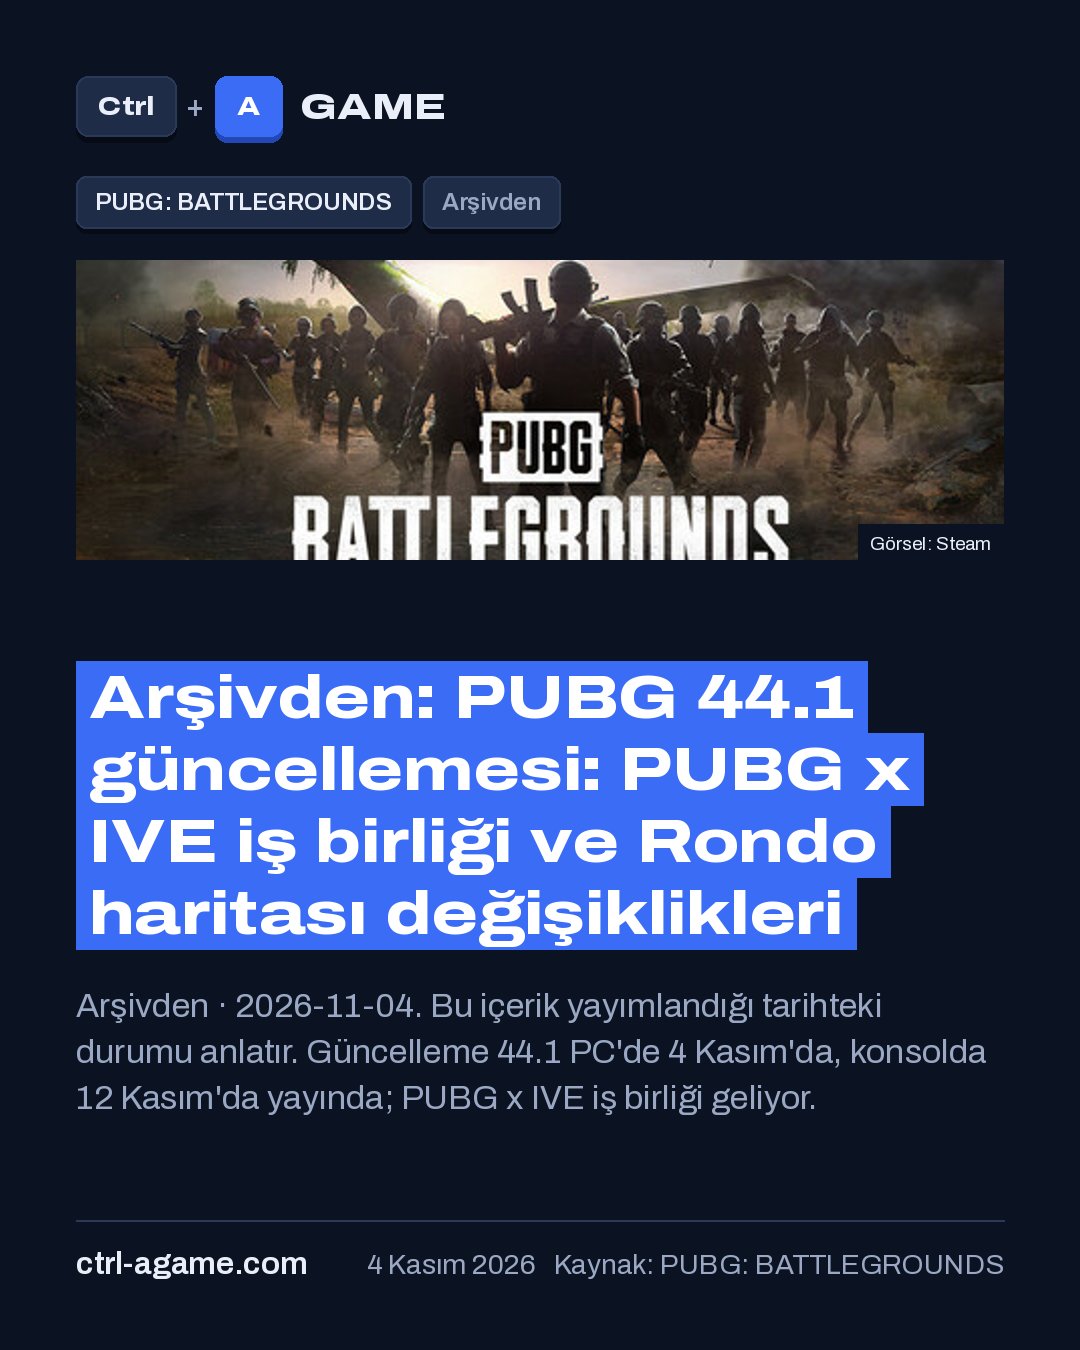 Ctrl + A GAME
PUBG: BATTLEGROUNDS Arşivden
PUBG
BATTLEGROUNDS
Görsel: Steam
Arşivden: PUBG 44.1
güncellemesi: PUBG x
IVE iş birliği ve Rondo
haritası değişiklikleri
Arşivden · 2026-11-04. Bu içerik yayımlandığı tarihteki
durumu anlatır. Güncelleme 44.1 PC'de 4 Kasım'da, konsolda
12 Kasım'da yayında; PUBG x IVE iş birliği geliyor.
ctrl-agame.com 4 Kasım 2026 Kaynak: PUBG: BATTLEGROUNDS